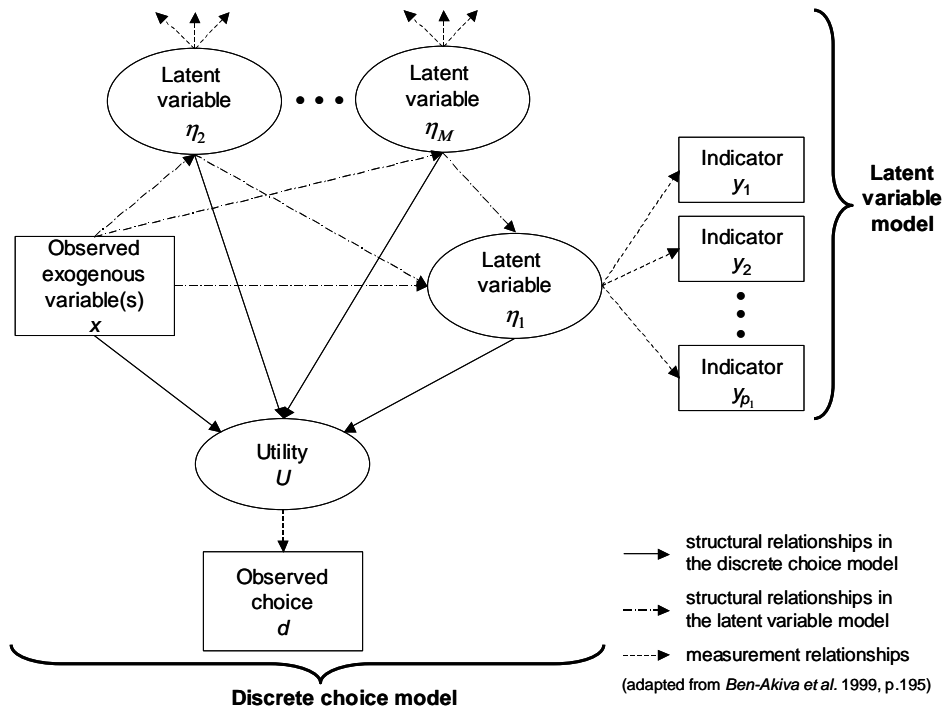 Latent
variable
η2
• • •
Latent
variable
ηM
Indicator
y1
Indicator
y2
Indicator
yp1
Latent
variable
model
Observed
exogenous
variable(s)
x
Latent
variable
η1
Utility
U
Observed
choice
d
Discrete choice model
structural relationships in
the discrete choice model
structural relationships in
the latent variable model
measurement relationships
(adapted from Ben-Akiva et al. 1999, p.195)